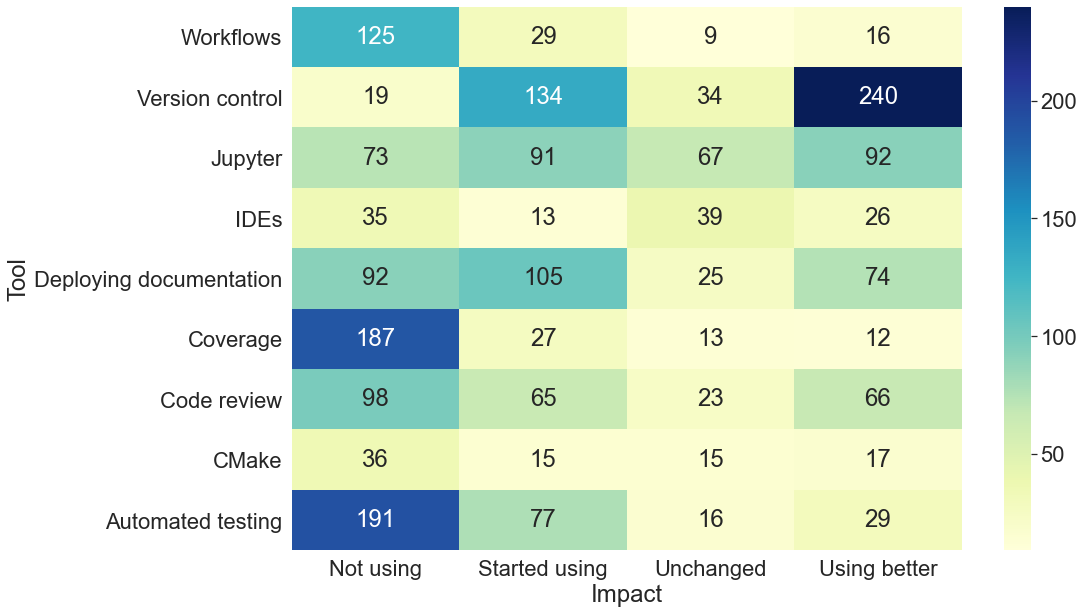 Workflows 125 29 9 16
Version control 19 134 34 240
Jupyter 73 91 67 92
IDEs 35 13 39 26
Deploying documentation 92 105 25 74
Coverage 187 27 13 12
Code review 98 65 23 66
CMake 36 15 15 17
Automated testing 191 77 16 29
Not using Started using Unchanged Using better
Impact
Tool
200
150
100
50